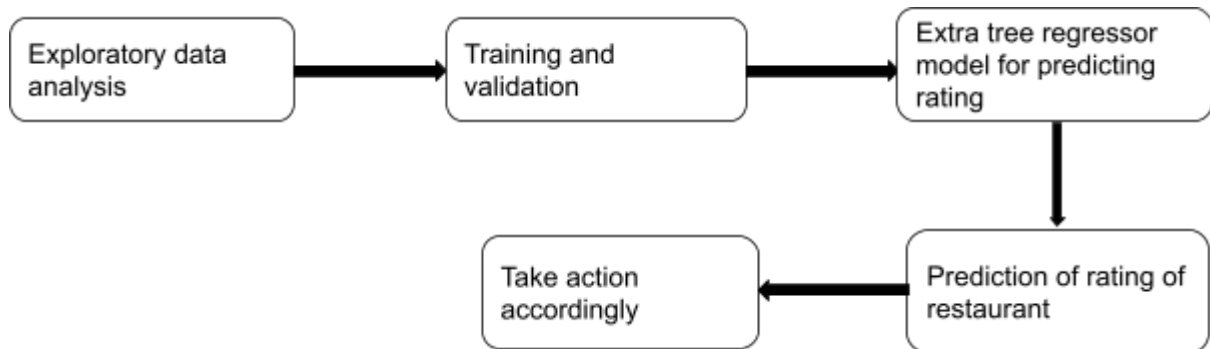 Exploratory data
analysis
Training and
validation
Extra tree regressor
model for predicting
rating
Prediction of rating of
restaurant
Take action
accordingly